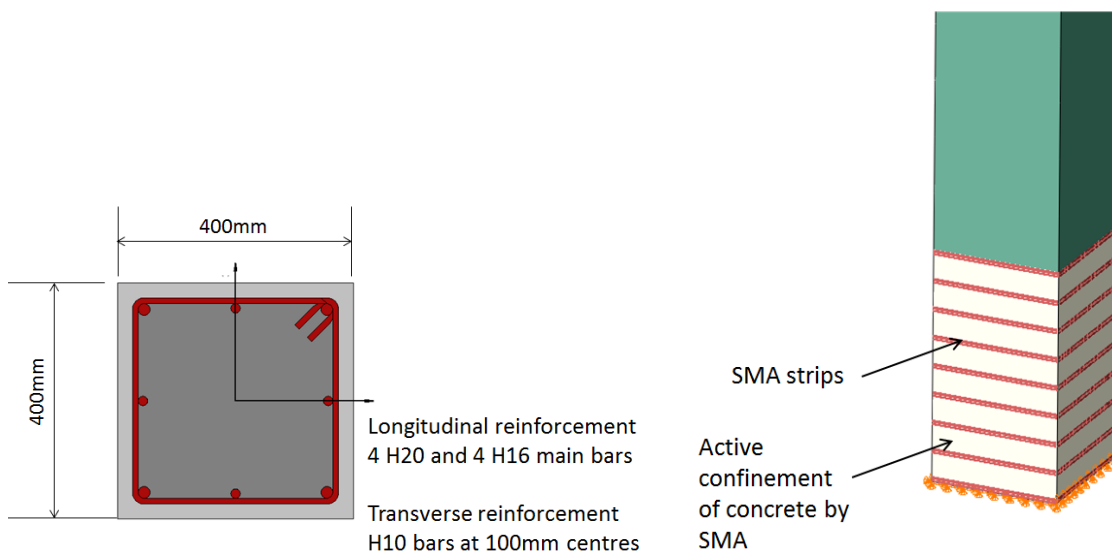 400mm
400mm
Longitudinal reinforcement
4 H20 and 4 H16 main bars
Transverse reinforcement
H10 bars at 100mm centres
SMA strips
Active
confinement
of concrete by
SMA